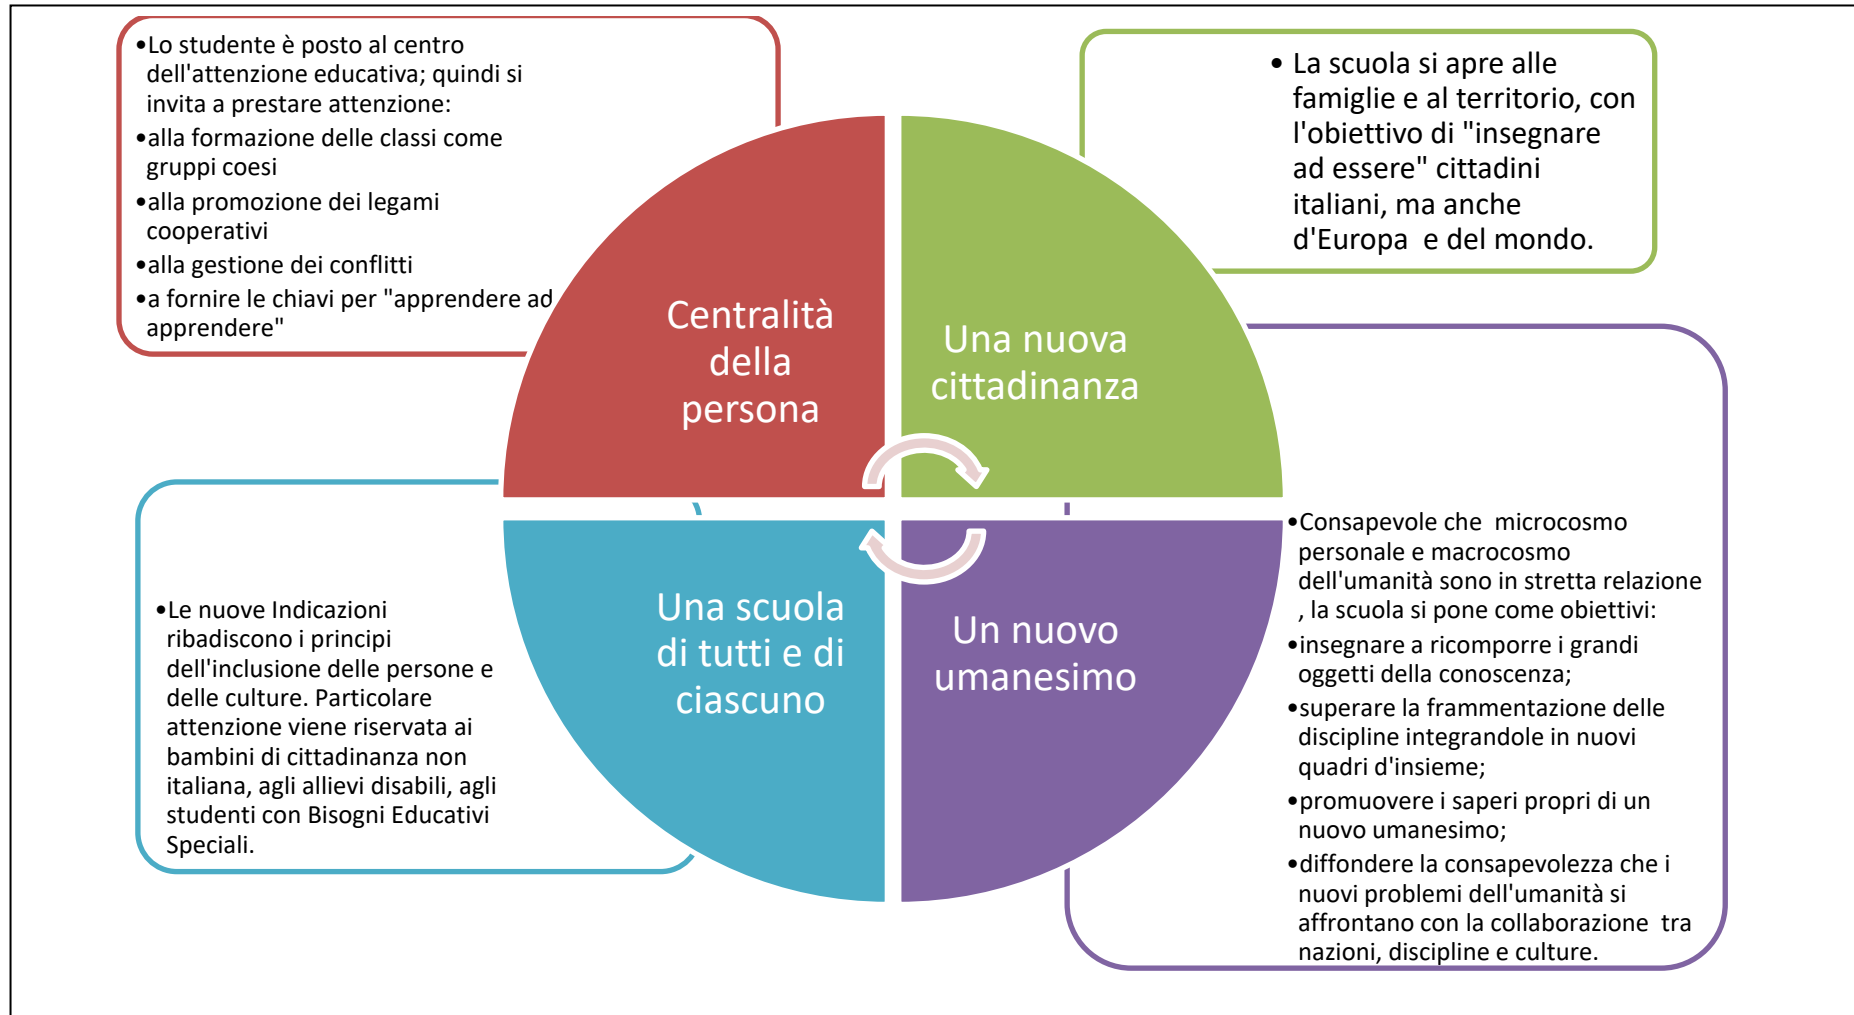 •Lo studente è posto al centro
dell'attenzione educativa; quindi si
invita a prestare attenzione:
•alla formazione delle classi come
gruppi coesi
•alla promozione dei legami
cooperativi
•alla gestione dei conflitti
•a fornire le chiavi per "apprendere ad
apprendere"
• La scuola si apre alle
famiglie e al territorio, con
l'obiettivo di "insegnare
ad essere" cittadini
italiani, ma anche
d'Europa  e del mondo.
Centralità
della
persona
Una nuova
cittadinanza
Una scuola
di tutti e di
ciascuno
Un nuovo
umanesimo
•Le nuove Indicazioni
ribadiscono i principi
dell'inclusione delle persone e
delle culture. Particolare
attenzione viene riservata ai
bambini di cittadinanza non
italiana, agli allievi disabili, agli
studenti con Bisogni Educativi
Speciali.
•Consapevole che  microcosmo
personale e macrocosmo
dell'umanità sono in stretta relazione
, la scuola si pone come obiettivi:
•insegnare a ricomporre i grandi
oggetti della conoscenza;
•superare la frammentazione delle
discipline integrandole in nuovi
quadri d'insieme;
•promuovere i saperi propri di un
nuovo umanesimo;
•diffondere la consapevolezza che i
nuovi problemi dell'umanità si
affrontano con la collaborazione  tra
nazioni, discipline e culture.